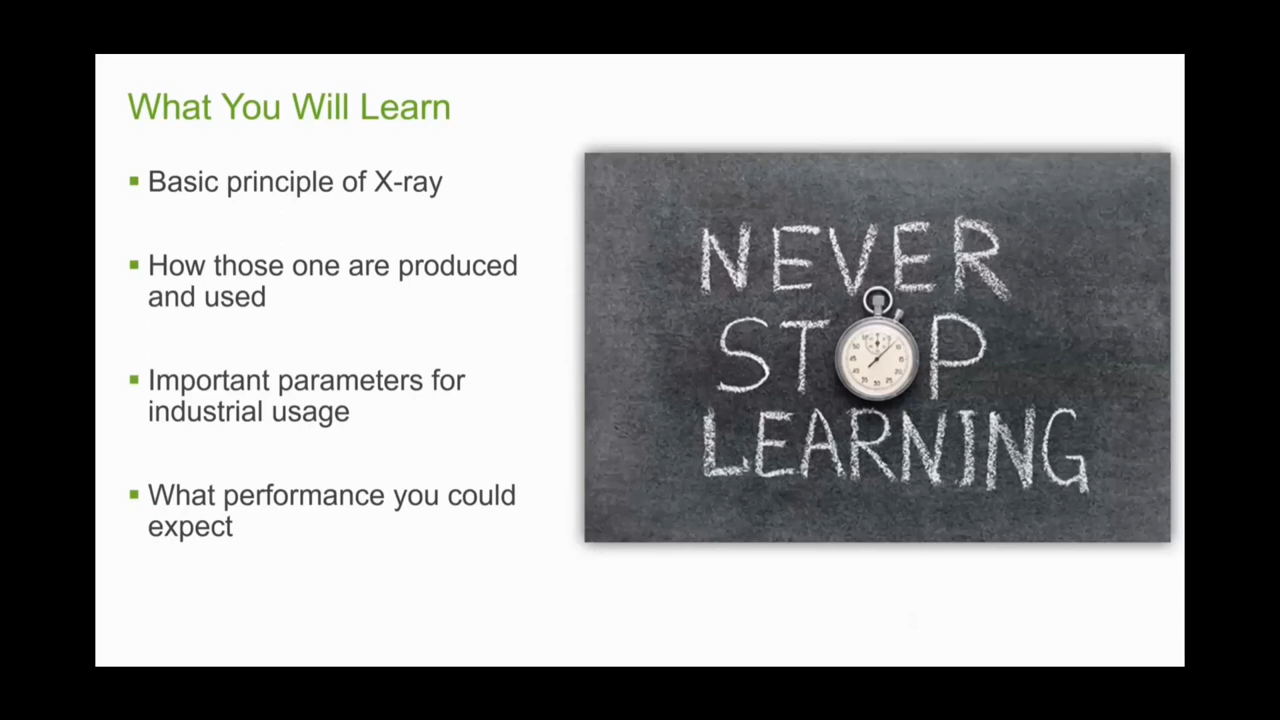 What You Will Learn
Basic principle of X-ray
How those one are produced
and used
Important parameters for
industrial usage
What performance you could
expect
NEVER
STOP
LEARNING